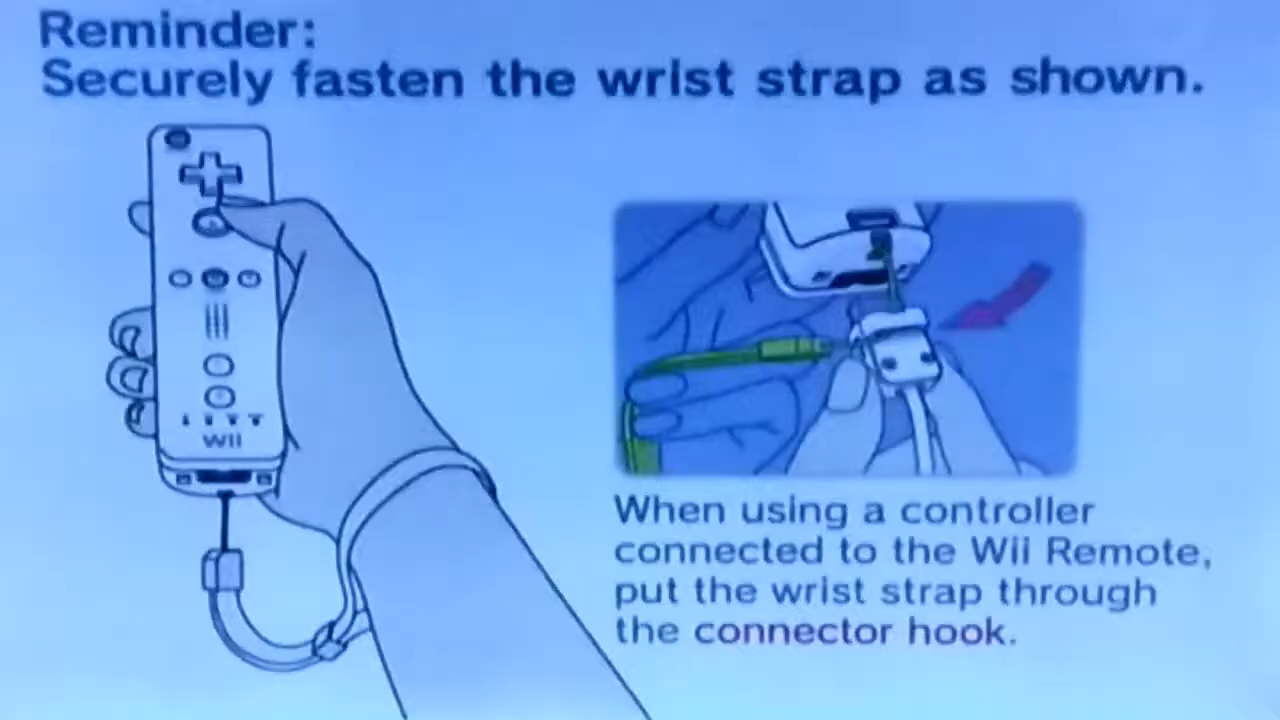 Reminder:
Securely fasten the wrist strap as shown.
Wii
When using a controller
connected to the Wii Remote,
put the wrist strap through
the connector hook.